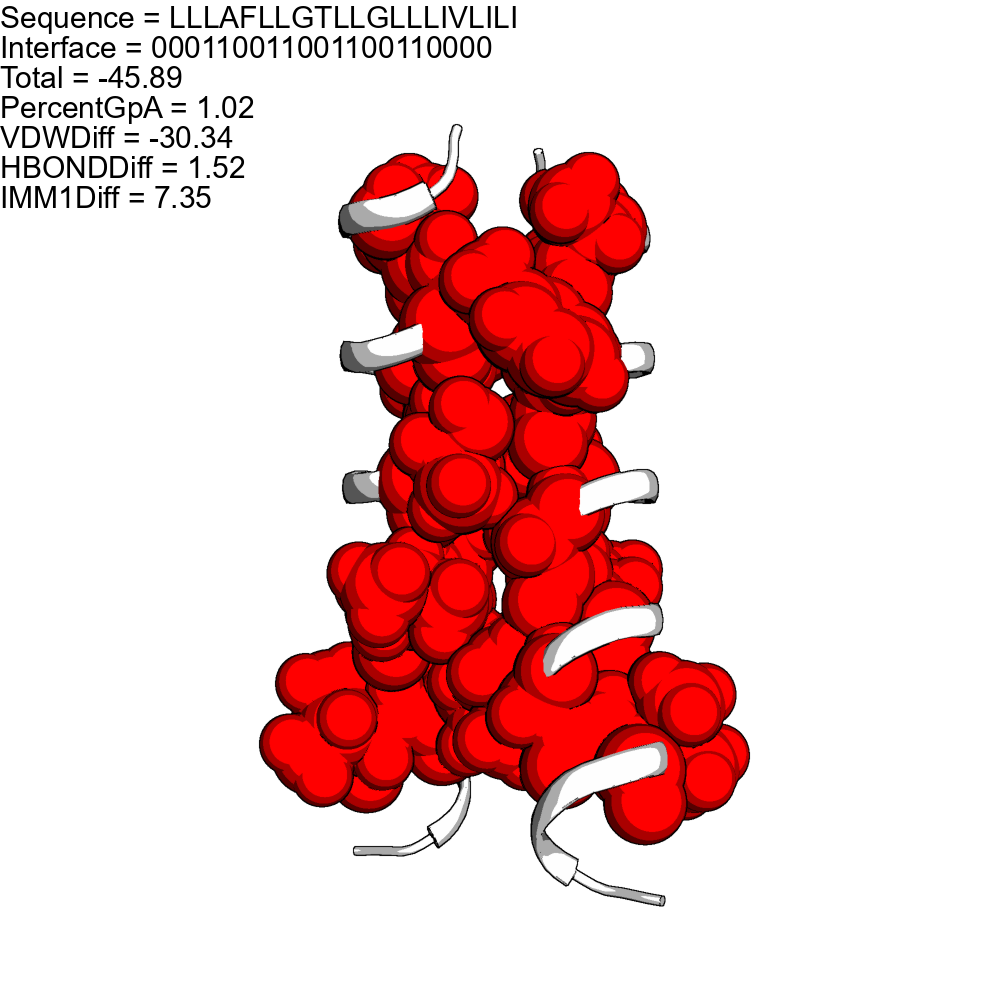 Sequence = LLLAFLLGTLLGLLLIVLILI
Interface = 000110011001100110000
Total = -45.89
PercentGpA = 1.02
VDWDiff = -30.34
HBONDDiff = 1.52
IMM1Diff = 7.35